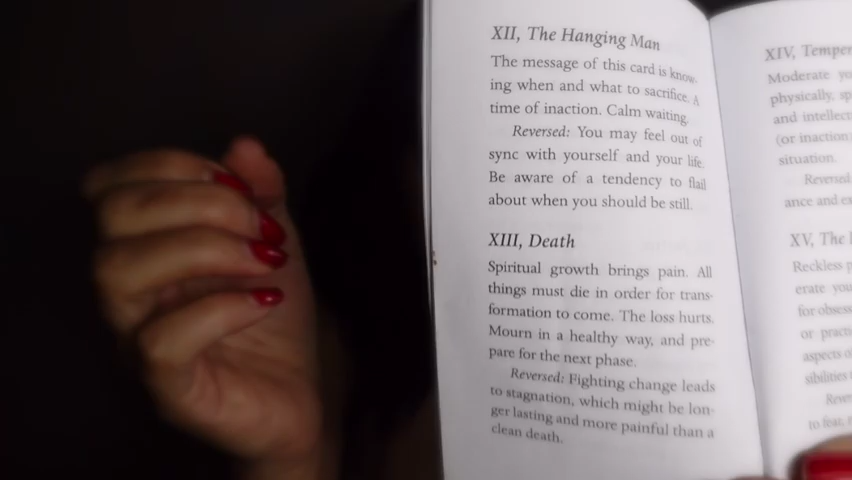 XII, The Hanging Man
The message of this card is know-
ing when and what to sacrifice. A
time of inaction. Calm waiting.
Reversed: You may feel out of
sync with yourself and your life.
Be aware of a tendency to flail
about when you should be still.
XIII, Death
Spiritual growth brings pain. All
things must die in order for trans-
formation to come. The loss hurts.
Mourn in a healthy way, and pre-
pare for the next phase.
Reversed: Fighting change leads
to stagnation, which might be lon-
ger lasting and more painful than a
clean death.
XIV, Temper
Moderate yo
physically, sp
and intellect
(or inaction
situation.
Reversed
ance and ex
XV, The
Reckless p
erate you
for obsess
or practi
aspects o
sibilities
Rever
to fear,